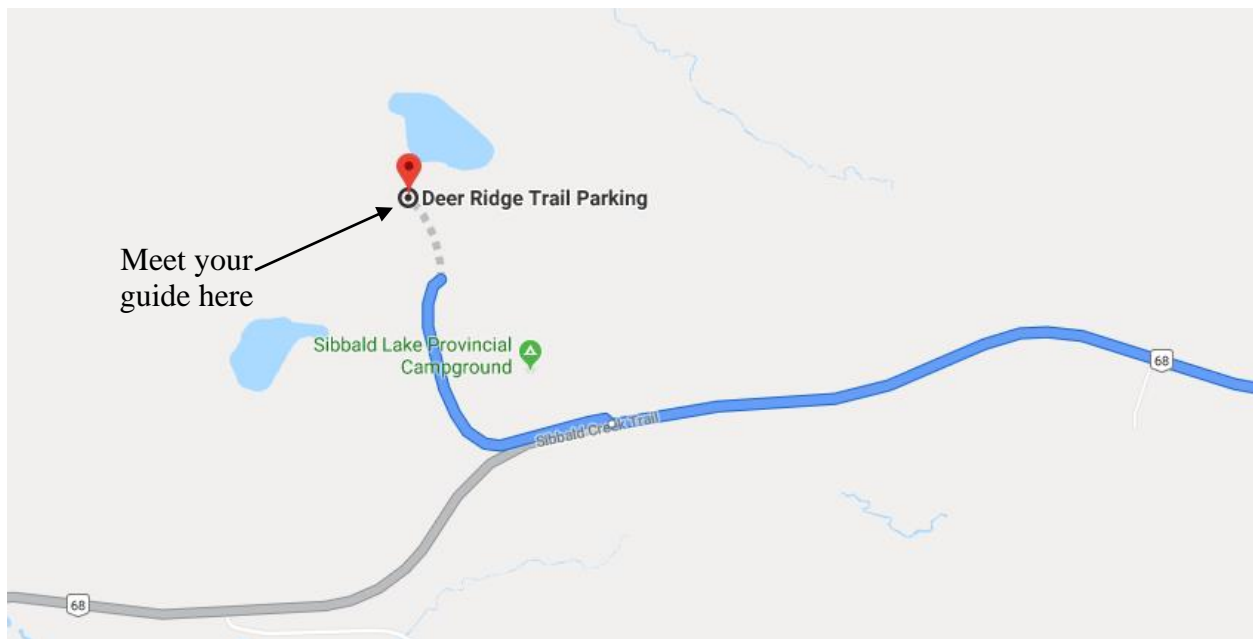 Deer Ridge Trail Parking
Meet your
guide here
Sibbald Lake Provincial
Campground
68
Sibbald Creek Trail
68